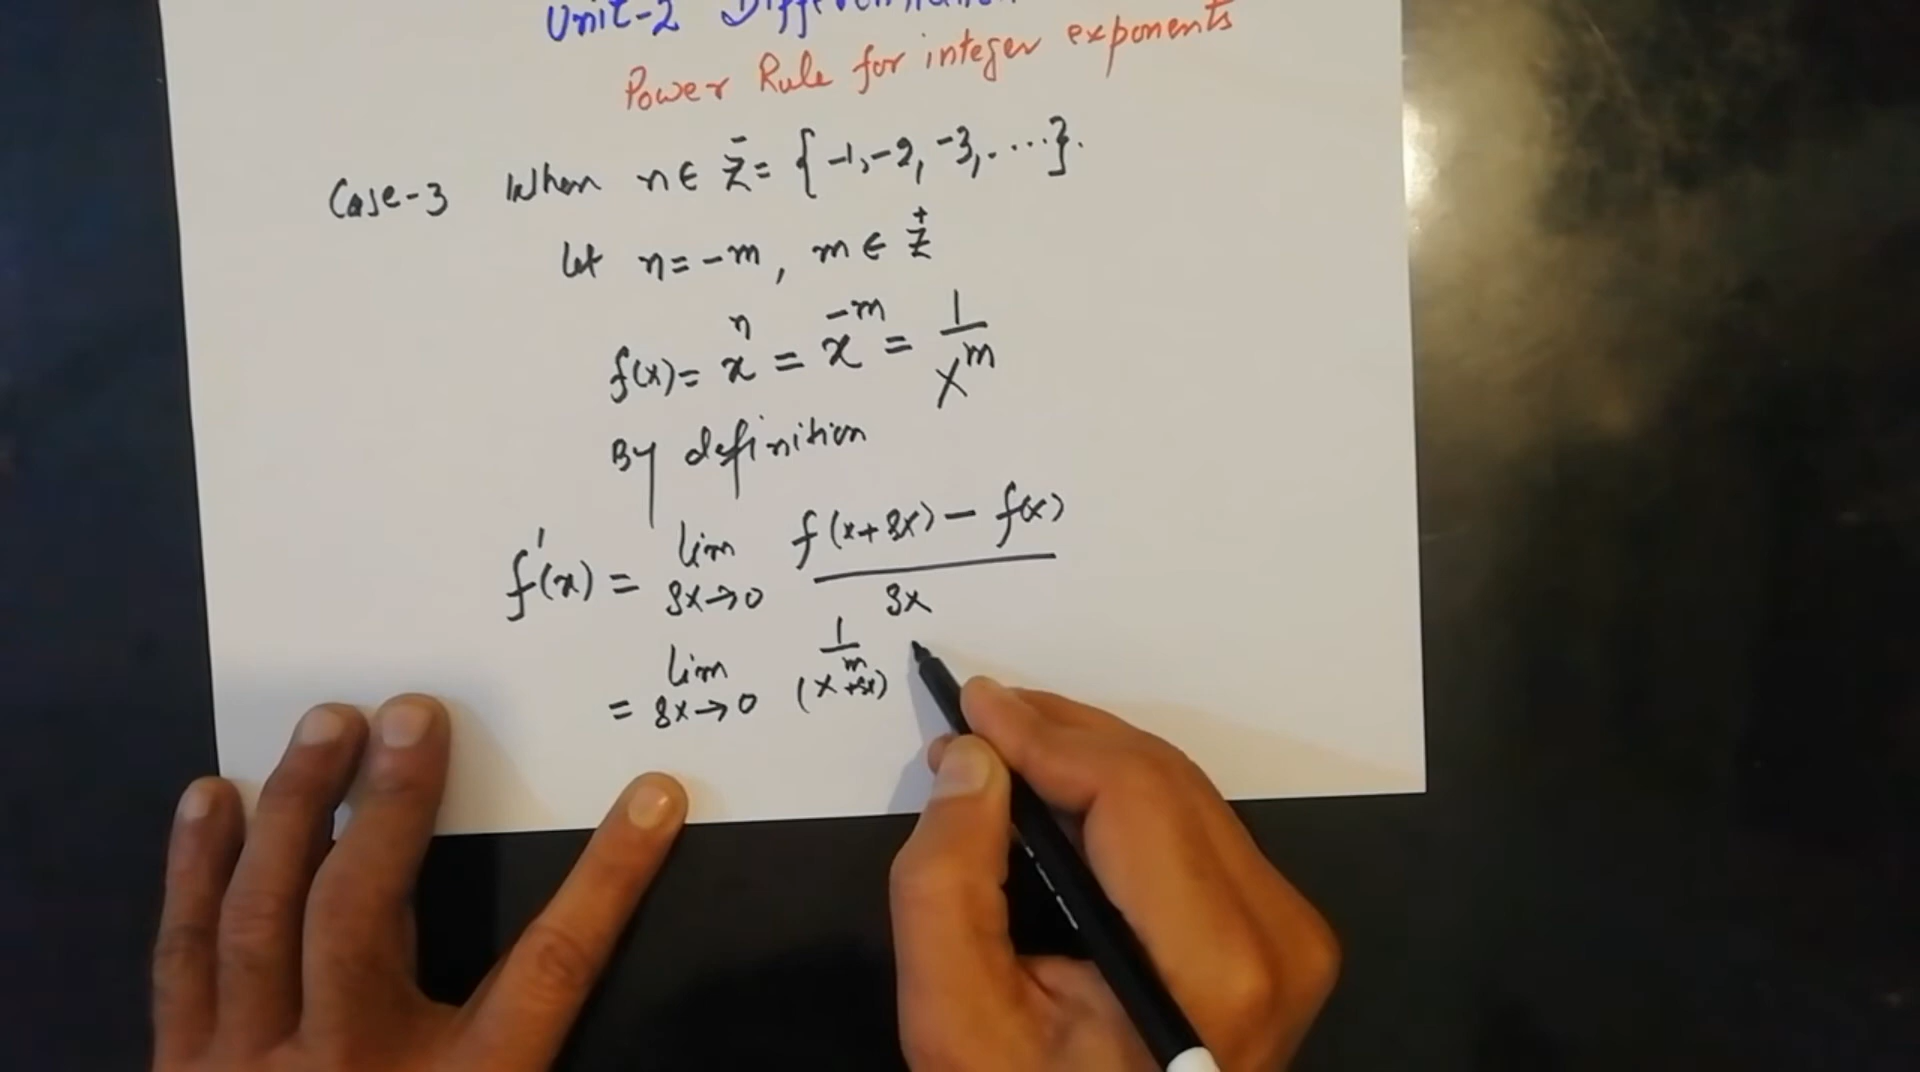 Unit-2 Differentiation
Power Rule for integer exponents
Case-3 When n ∈ Z⁻ = { -1, -2, -3, . ... }.
Let n = -m , m ∈ Z⁺
f(x) = xⁿ = x⁻ᵐ = 1/xᵐ
By definition
f'(x) = lim δx→0 f(x+δx) - f(x) / δx
= lim δx→0 1/(x+δx)ᵐ